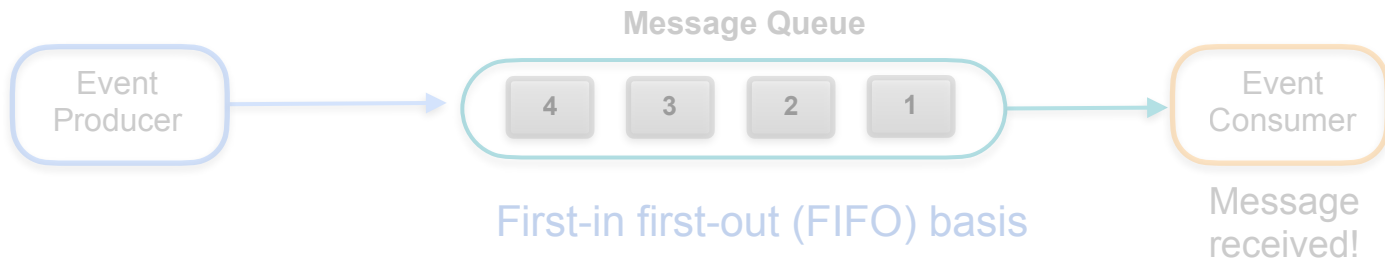 Message Queue
Event
Producer
4 3 2 1
Event
Consumer
First-in first-out (FIFO) basis
Message
received!